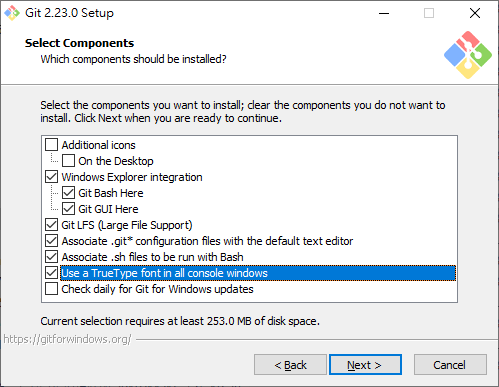 Git 2.23.0 Setup
Select Components
Which components should be installed?
Select the components you want to install; clear the components you do not want to
install. Click Next when you are ready to continue.
Additional icons
On the Desktop
Windows Explorer integration
Git Bash Here
Git GUI Here
Git LFS (Large File Support)
Associate .git* configuration files with the default text editor
Associate .sh files to be run with Bash
Use a TrueType font in all console windows
Check daily for Git for Windows updates
Current selection requires at least 253.0 MB of disk space.
https://gitforwindows.org/
< Back
Next >
Cancel